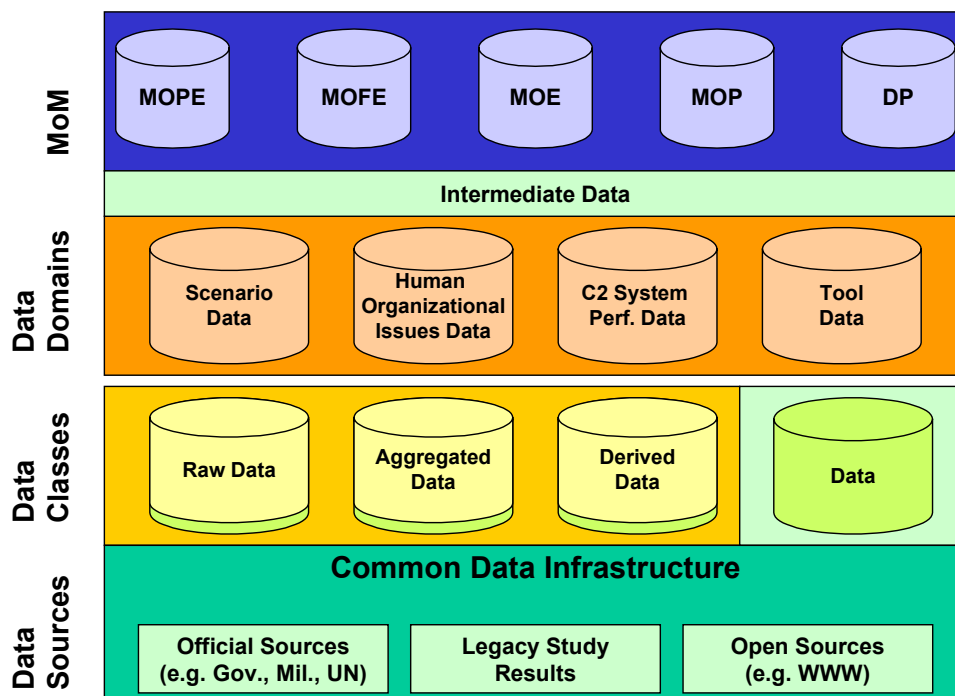 MoM
MOPE
MOFE
MOE
MOP
DP
Intermediate Data
Data
Domains
Scenario
Data
Human
Organizational
Issues Data
C2 System
Perf. Data
Tool
Data
Data
Classes
Raw Data
Aggregated
Data
Derived
Data
Data
Data
Sources
Common Data Infrastructure
Official Sources
(e.g. Gov., Mil., UN)
Legacy Study
Results
Open Sources
(e.g. WWW)